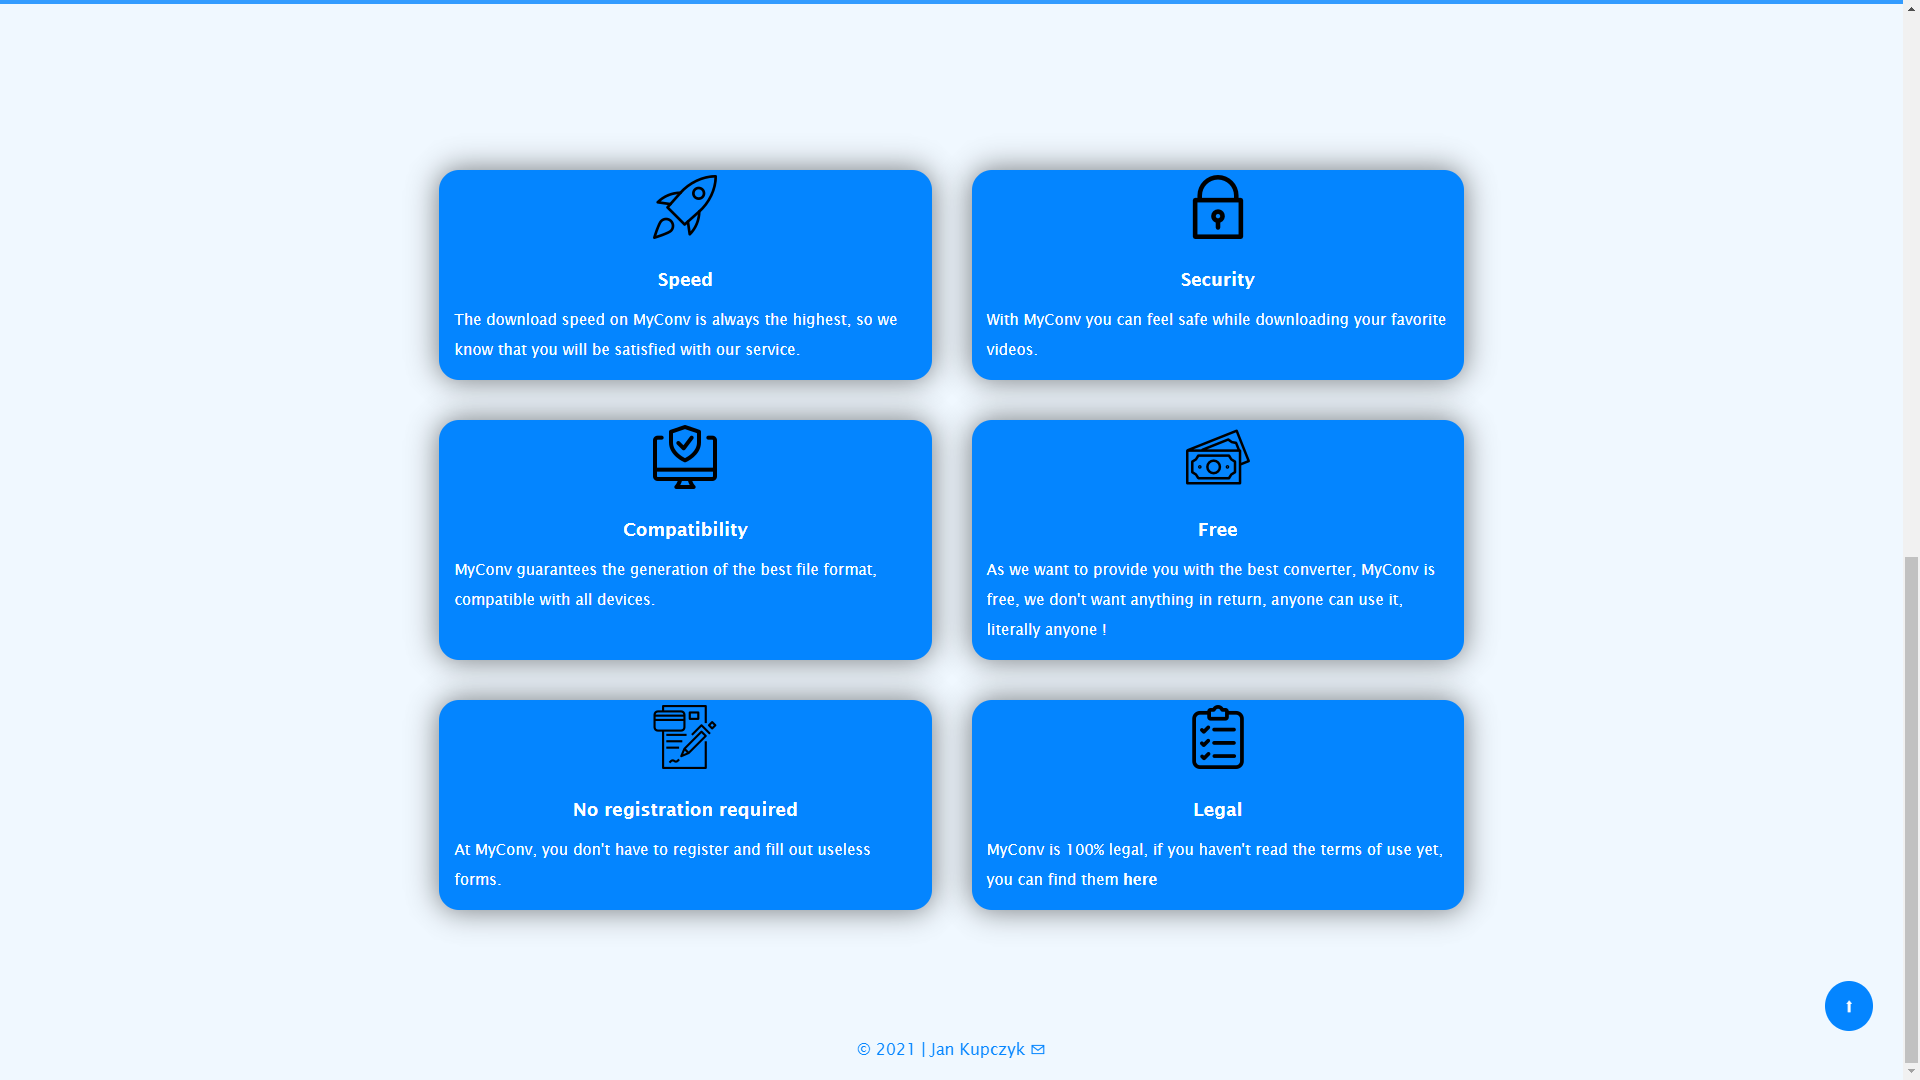 Speed
The download speed on MyConv is always the highest, so we
know that you will be satisfied with our service.
Security
With MyConv you can feel safe while downloading your favorite
videos.
Compatibility
MyConv guarantees the generation of the best file format,
compatible with all devices.
Free
As we want to provide you with the best converter, MyConv is
free, we don't want anything in return, anyone can use it,
literally anyone !
No registration required
At MyConv, you don't have to register and fill out useless
forms.
Legal
MyConv is 100% legal, if you haven't read the terms of use yet,
you can find them here
© 2021 | Jan Kupczyk